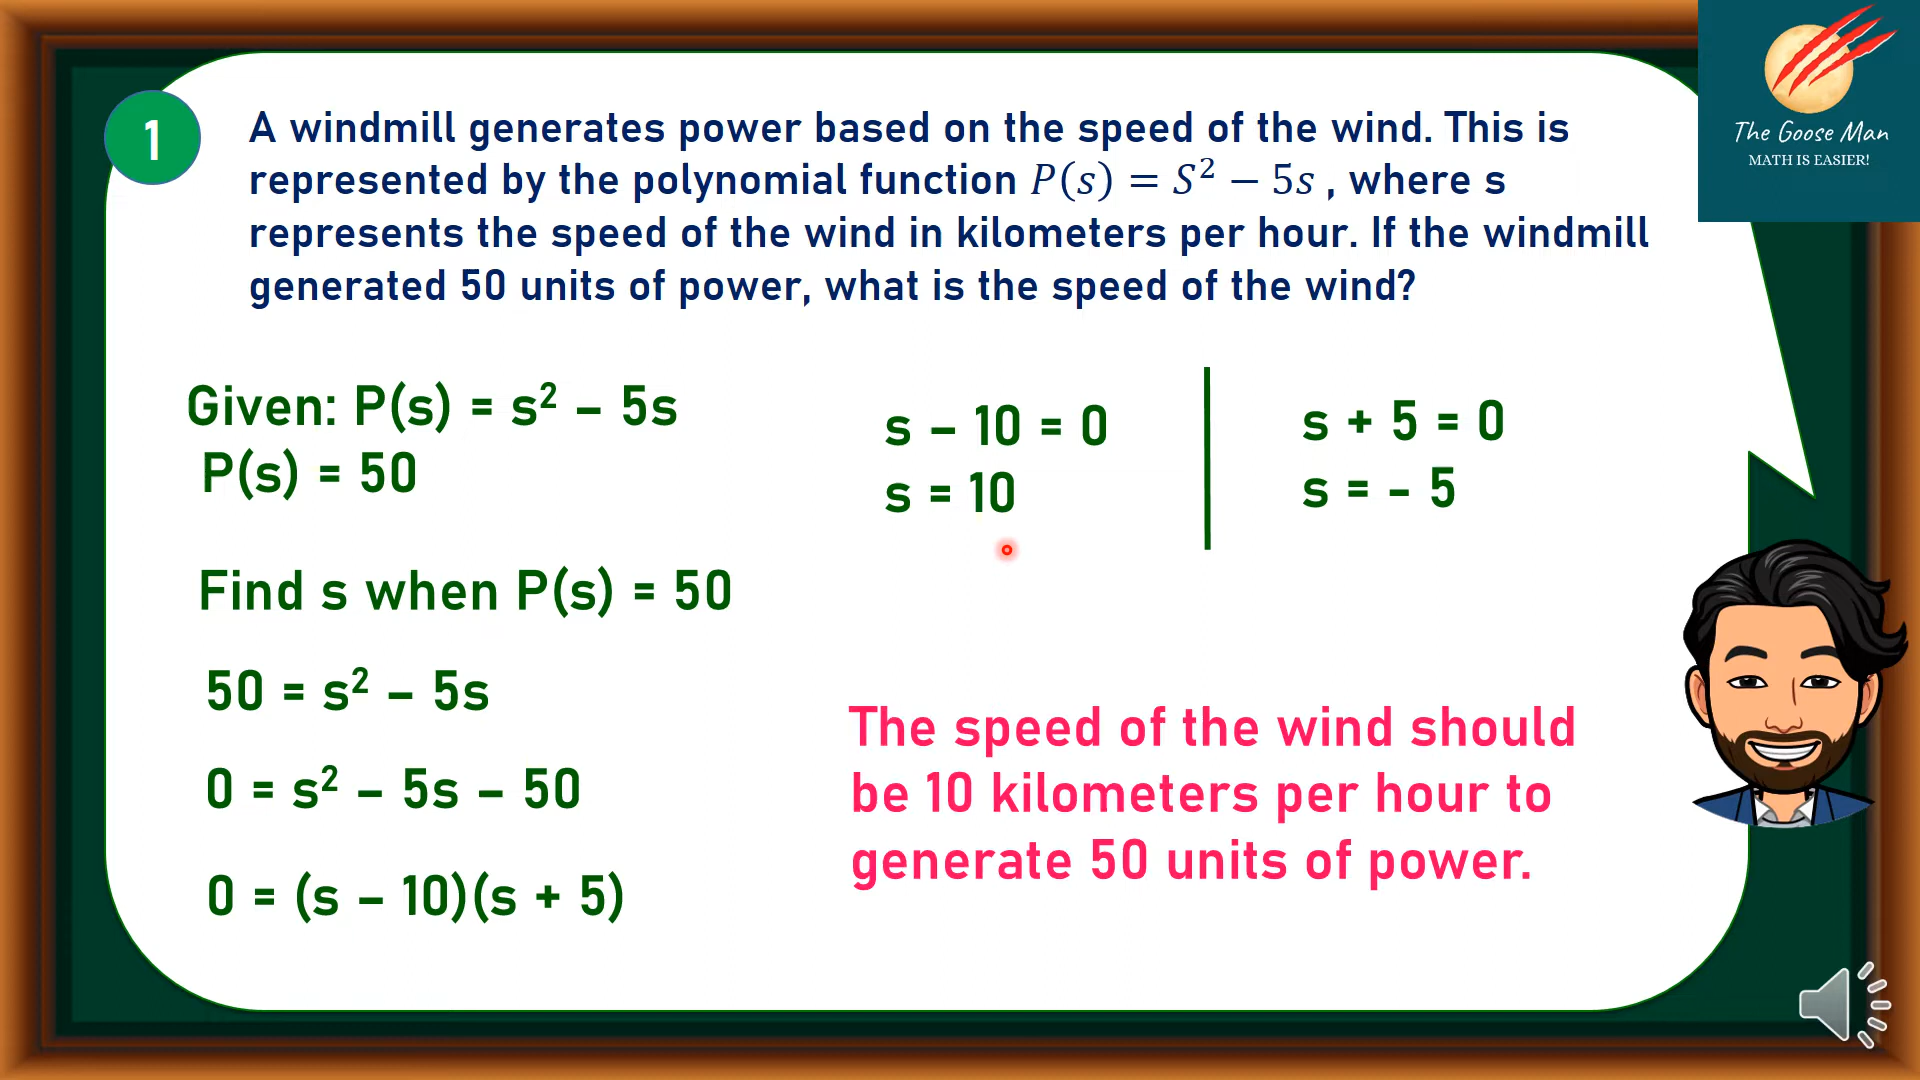 1
A windmill generates power based on the speed of the wind. This is
represented by the polynomial function P(s) = S² − 5s , where s
represents the speed of the wind in kilometers per hour. If the windmill
generated 50 units of power, what is the speed of the wind?
The Goose Man
MATH IS EASIER!
Given: P(s) = s² – 5s
P(s) = 50
Find s when P(s) = 50
50 = s² – 5s
0 = s² – 5s – 50
0 = (s – 10)(s + 5)
s – 10 = 0
s = 10
s + 5 = 0
s = - 5
The speed of the wind should
be 10 kilometers per hour to
generate 50 units of power.